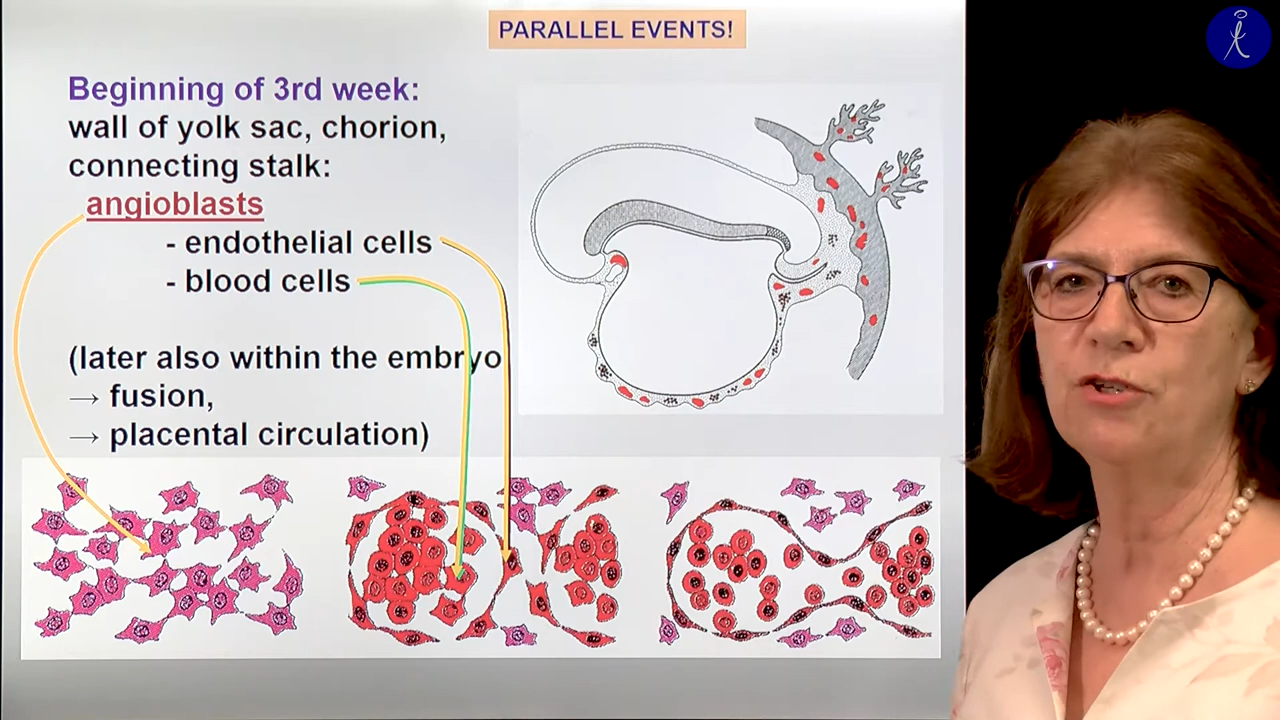 PARALLEL EVENTS!
Beginning of 3rd week:
wall of yolk sac, chorion,
connecting stalk:
angioblasts
- endothelial cells
- blood cells
(later also within the embryo
→ fusion,
→ placental circulation)